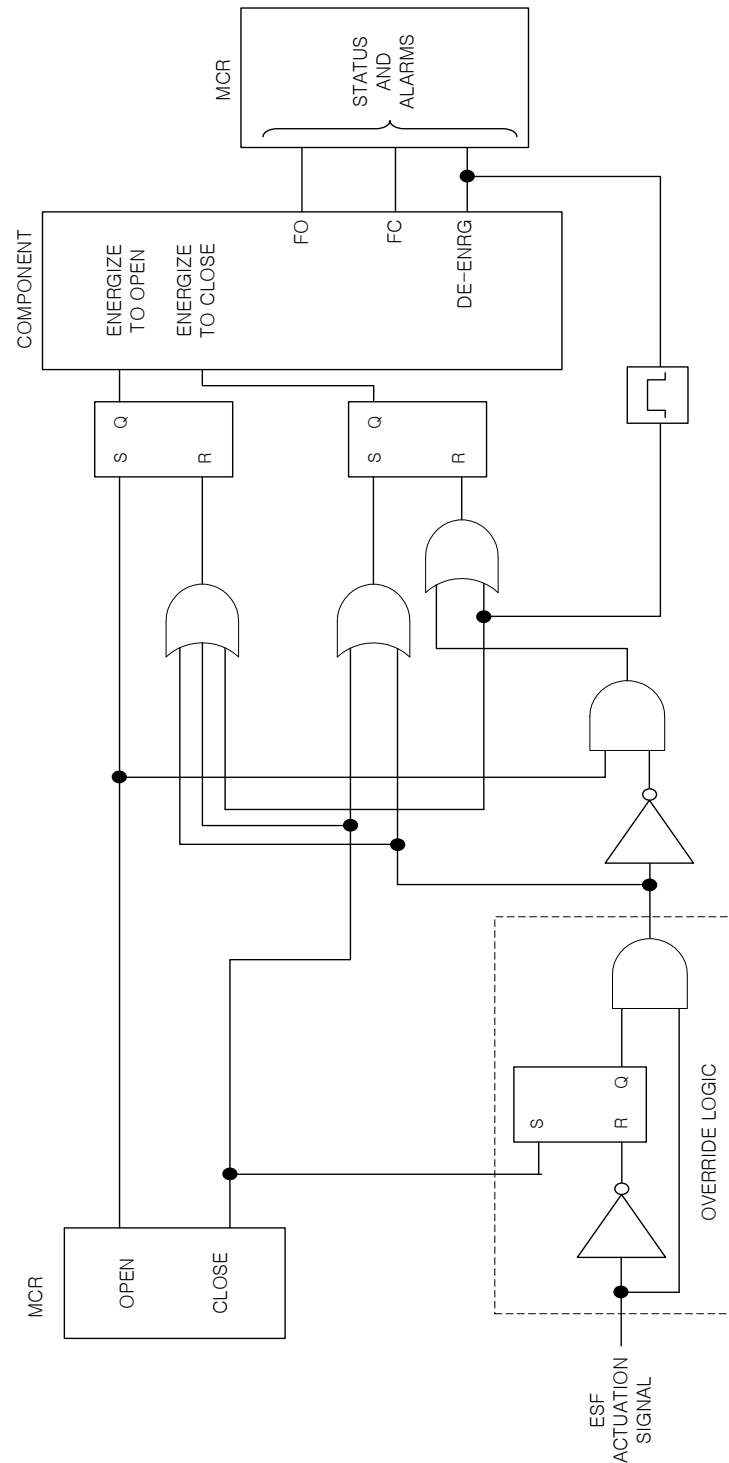 MCR
OPEN
CLOSE
ESF
ACTUATION
SIGNAL
S
R
Q
OVERRIDE LOGIC
S
Q
R
S
Q
R
COMPONENT
ENERGIZE
TO OPEN
ENERGIZE
TO CLOSE
FO
FC
DE-ENRG
MCR
STATUS
AND
ALARMS